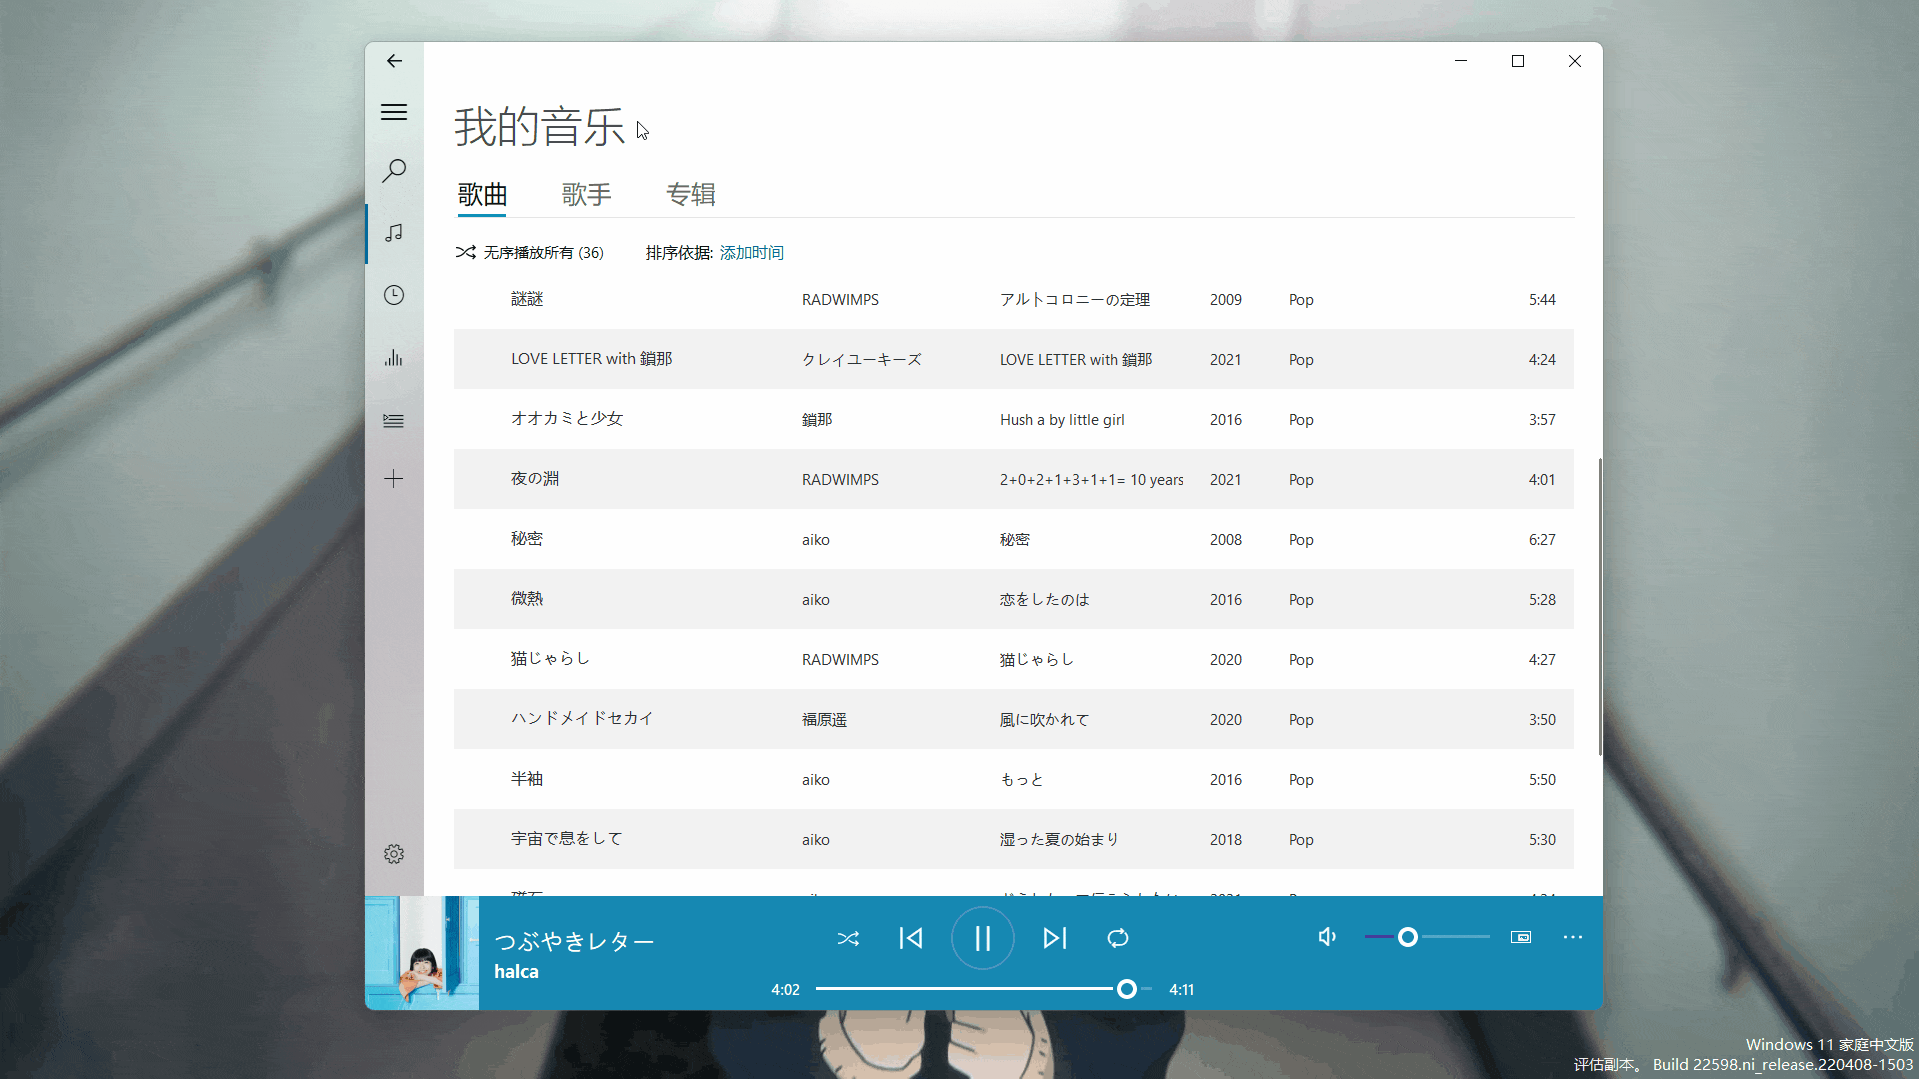 我的音乐
歌曲 歌手 专辑
无序播放所有 (36) 排序依据: 添加时间
謎謎 RADWIMPS アルトコロニーの定理 2009 Pop 5:44
LOVE LETTER with 鎖那 クレイユーキーズ LOVE LETTER with 鎖那 2021 Pop 4:24
オオカミと少女 鎖那 Hush a by little girl 2016 Pop 3:57
夜の淵 RADWIMPS 2+0+2+1+3+1+1= 10 years 2021 Pop 4:01
秘密 aiko 秘密 2008 Pop 6:27
微熱 aiko 恋をしたのは 2016 Pop 5:28
猫じゃらし RADWIMPS 猫じゃらし 2020 Pop 4:27
ハンドメイドセカイ 福原遥 風に吹かれて 2020 Pop 3:50
半袖 aiko もっと 2016 Pop 5:50
宇宙で息をして aiko 湿った夏の始まり 2018 Pop 5:30
つぶやきレター
halca
4:02 4:11
Windows 11 家庭中文版
评估副本。 Build 22598.ni_release.220408-1503